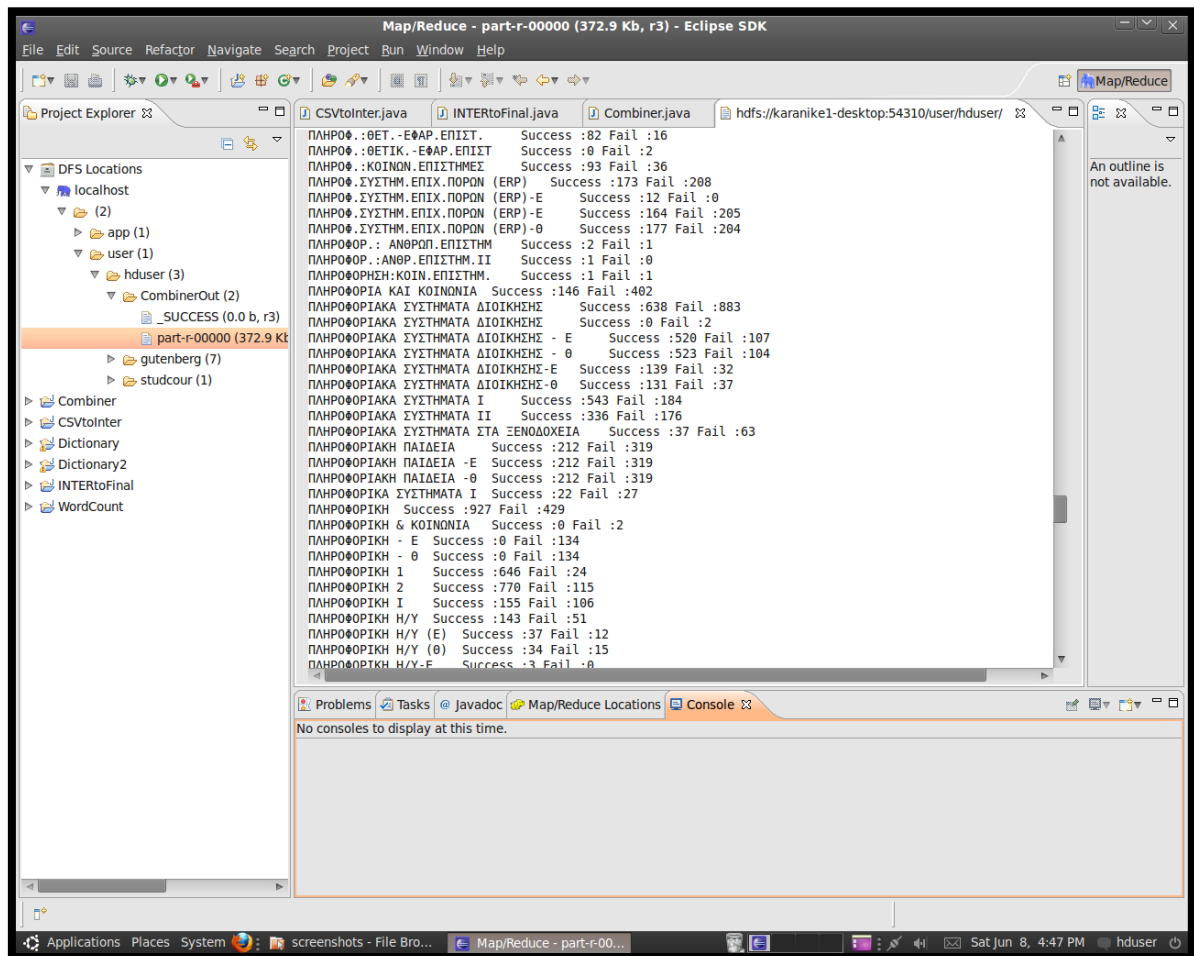 Map/Reduce - part-r-00000 (372.9 Kb, r3) - Eclipse SDK
File Edit Source Refactor Navigate Search Project Run Window Help
Map/Reduce
Project Explorer
CSVtoInter.java
INTERtoFinal.java
Combiner.java
hdfs://karanike1-desktop:54310/user/hduser/
DFS Locations
localhost
(2)
app (1)
user (1)
hduser (3)
CombinerOut (2)
_SUCCESS (0.0 b, r3)
part-r-00000 (372.9 Kb
gutenberg (7)
studcour (1)
Combiner
CSVtoInter
Dictionary
Dictionary2
INTERtoFinal
WordCount
ΠΛΗΡΟΦ.:ΘΕΤ.-ΕΦΑΡ.ΕΠΙΣΤ. Success :82 Fail :16
ΠΛΗΡΟΦ.:ΘΕΤΙΚ.-ΕΦΑΡ.ΕΠΙΣΤ Success :0 Fail :2
ΠΛΗΡΟΦ.:ΚΟΙΝΩΝ.ΕΠΙΣΤΗΜΕΣ Success :93 Fail :36
ΠΛΗΡΟΦ.ΣΥΣΤΗΜ.ΕΠΙΧ.ΠΟΡΩΝ (ERP) Success :173 Fail :208
ΠΛΗΡΟΦ.ΣΥΣΤΗΜ.ΕΠΙΧ.ΠΟΡΩΝ (ERP)-Ε Success :12 Fail :0
ΠΛΗΡΟΦ.ΣΥΣΤΗΜ.ΕΠΙΧ.ΠΟΡΩΝ (ERP)-Ε Success :164 Fail :205
ΠΛΗΡΟΦ.ΣΥΣΤΗΜ.ΕΠΙΧ.ΠΟΡΩΝ (ERP)-Θ Success :177 Fail :204
ΠΛΗΡΟΦΟΡ.: ΑΝΘΡΩΠ.ΕΠΙΣΤΗΜ Success :2 Fail :1
ΠΛΗΡΟΦΟΡ.:ΑΝΘΡ.ΕΠΙΣΤΗΜ.ΙΙ Success :1 Fail :0
ΠΛΗΡΟΦΟΡΗΣΗ:ΚΟΙΝ.ΕΠΙΣΤΗΜ. Success :1 Fail :1
ΠΛΗΡΟΦΟΡΙΑ ΚΑΙ ΚΟΙΝΩΝΙΑ Success :146 Fail :402
ΠΛΗΡΟΦΟΡΙΑΚΑ ΣΥΣΤΗΜΑΤΑ ΔΙΟΙΚΗΣΗΣ Success :638 Fail :883
ΠΛΗΡΟΦΟΡΙΑΚΑ ΣΥΣΤΗΜΑΤΑ ΔΙΟΙΚΗΣΗΣ Success :0 Fail :2
ΠΛΗΡΟΦΟΡΙΑΚΑ ΣΥΣΤΗΜΑΤΑ ΔΙΟΙΚΗΣΗΣ - Ε Success :520 Fail :107
ΠΛΗΡΟΦΟΡΙΑΚΑ ΣΥΣΤΗΜΑΤΑ ΔΙΟΙΚΗΣΗΣ - Θ Success :523 Fail :104
ΠΛΗΡΟΦΟΡΙΑΚΑ ΣΥΣΤΗΜΑΤΑ ΔΙΟΙΚΗΣΗΣ-Ε Success :139 Fail :32
ΠΛΗΡΟΦΟΡΙΑΚΑ ΣΥΣΤΗΜΑΤΑ ΔΙΟΙΚΗΣΗΣ-Θ Success :131 Fail :37
ΠΛΗΡΟΦΟΡΙΑΚΑ ΣΥΣΤΗΜΑΤΑ Ι Success :543 Fail :184
ΠΛΗΡΟΦΟΡΙΑΚΑ ΣΥΣΤΗΜΑΤΑ ΙΙ Success :336 Fail :176
ΠΛΗΡΟΦΟΡΙΑΚΑ ΣΥΣΤΗΜΑΤΑ ΣΤΑ ΞΕΝΟΔΟΧΕΙΑ Success :37 Fail :63
ΠΛΗΡΟΦΟΡΙΑΚΗ ΠΑΙΔΕΙΑ Success :212 Fail :319
ΠΛΗΡΟΦΟΡΙΑΚΗ ΠΑΙΔΕΙΑ -Ε Success :212 Fail :319
ΠΛΗΡΟΦΟΡΙΑΚΗ ΠΑΙΔΕΙΑ -Θ Success :212 Fail :319
ΠΛΗΡΟΦΟΡΙΚΑ ΣΥΣΤΗΜΑΤΑ Ι Success :22 Fail :27
ΠΛΗΡΟΦΟΡΙΚΗ Success :927 Fail :429
ΠΛΗΡΟΦΟΡΙΚΗ & ΚΟΙΝΩΝΙΑ Success :0 Fail :2
ΠΛΗΡΟΦΟΡΙΚΗ - Ε Success :0 Fail :134
ΠΛΗΡΟΦΟΡΙΚΗ - Θ Success :0 Fail :134
ΠΛΗΡΟΦΟΡΙΚΗ 1 Success :646 Fail :24
ΠΛΗΡΟΦΟΡΙΚΗ 2 Success :770 Fail :115
ΠΛΗΡΟΦΟΡΙΚΗ Ι Success :155 Fail :106
ΠΛΗΡΟΦΟΡΙΚΗ Η/Υ Success :143 Fail :51
ΠΛΗΡΟΦΟΡΙΚΗ Η/Υ (Ε) Success :37 Fail :12
ΠΛΗΡΟΦΟΡΙΚΗ Η/Υ (Θ) Success :34 Fail :15
ΠΛΗΡΟΦΟΡΙΚΗ Η/Υ-Ε Success :3 Fail :0
An outline is
not available.
Problems Tasks Javadoc Map/Reduce Locations Console
No consoles to display at this time.
Applications Places System screenshots - File Bro... Map/Reduce - part-r-00... Sat Jun 8, 4:47 PM hduser